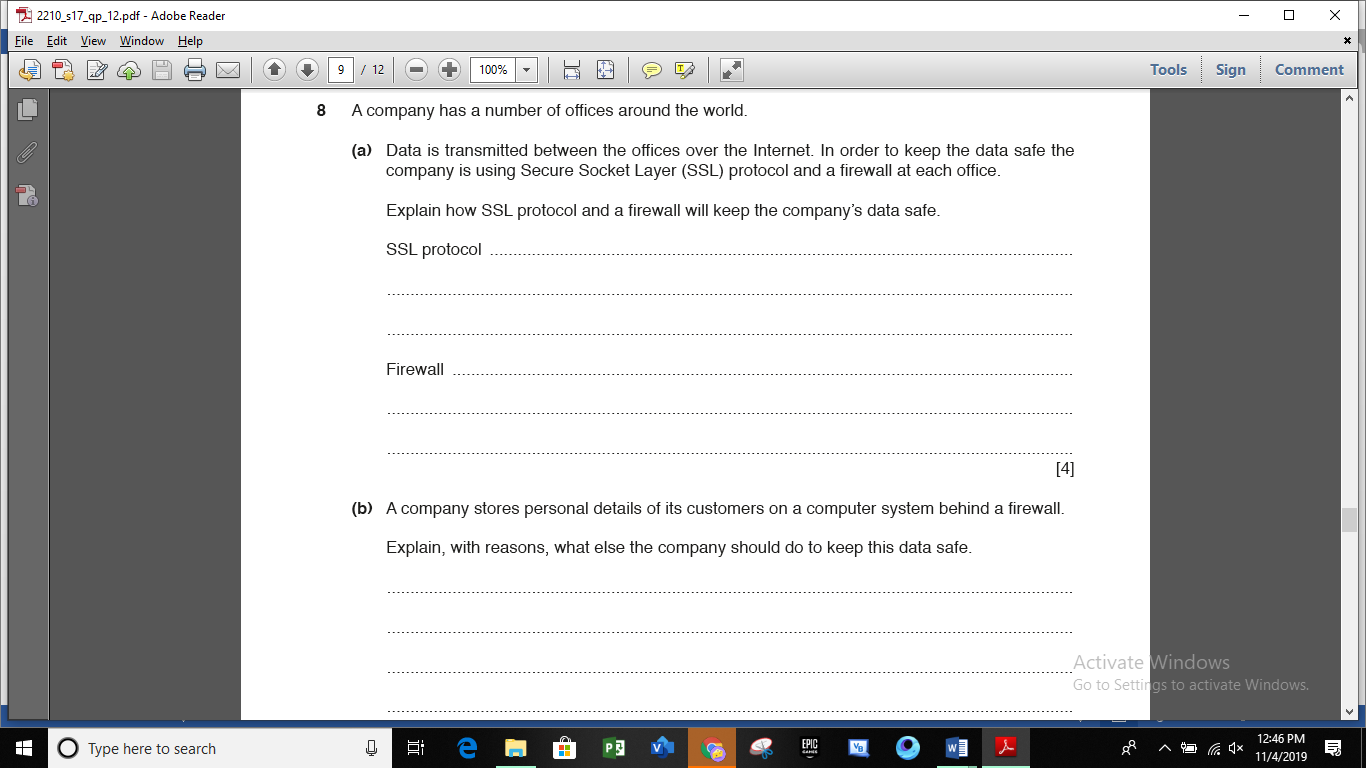 2210_s17_qp_12.pdf - Adobe Reader
File Edit View Window Help
9 / 12 100% Tools Sign Comment
8 A company has a number of offices around the world.
(a) Data is transmitted between the offices over the Internet. In order to keep the data safe the
company is using Secure Socket Layer (SSL) protocol and a firewall at each office.
Explain how SSL protocol and a firewall will keep the company's data safe.
SSL protocol
Firewall
[4]
(b) A company stores personal details of its customers on a computer system behind a firewall.
Explain, with reasons, what else the company should do to keep this data safe.
Activate Windows
Go to Settings to activate Windows.
Type here to search
EPIC
GAMES
12:46 PM
11/4/2019